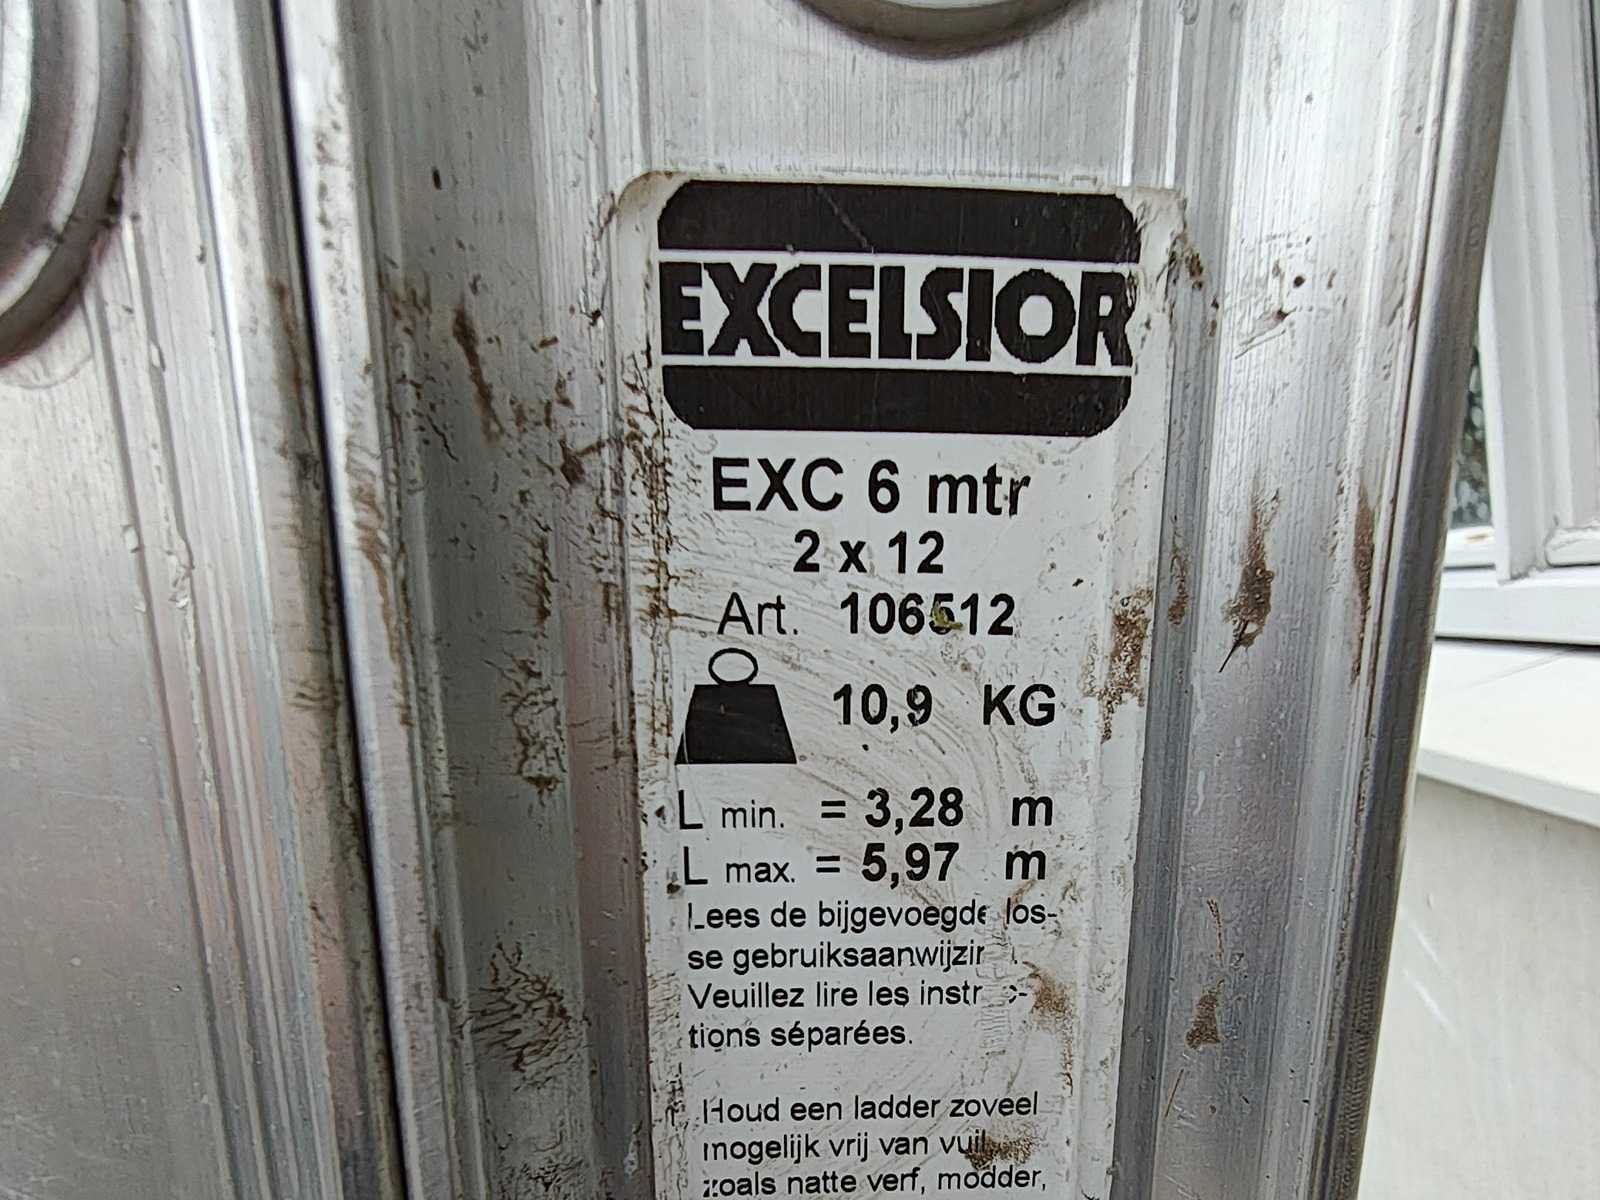 EXCELSIOR
EXC 6 mtr
2 x 12
Art. 106512
10,9 KG
L min. = 3,28 m
L max. = 5,97 m
Lees de bijgevoegde los-
se gebruiksaanwijzing.
Veuillez lire les instruc-
tions séparées.
Houd een ladder zoveel
mogelijk vrij van vuil
zoals natte verf, modder,